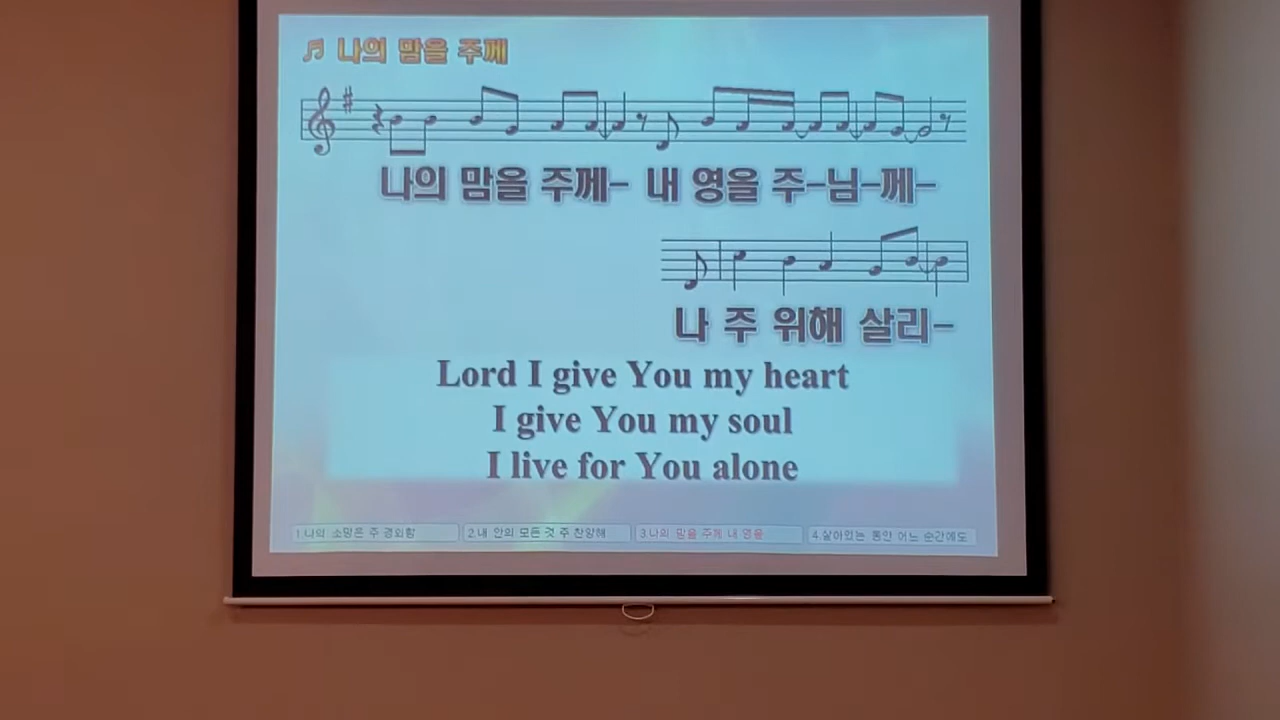 ♬ 나의 맘을 주께
나의 맘을 주께- 내 영을 주-님-께-
나 주 위해 살리-
Lord I give You my heart
I give You my soul
I live for You alone
1.나의 소망은 주 경외함
2.내 안의 모든 것 주 찬양해
3.나의 맘을 주께 내 영을
4.살아있는 동안 어느 순간에도